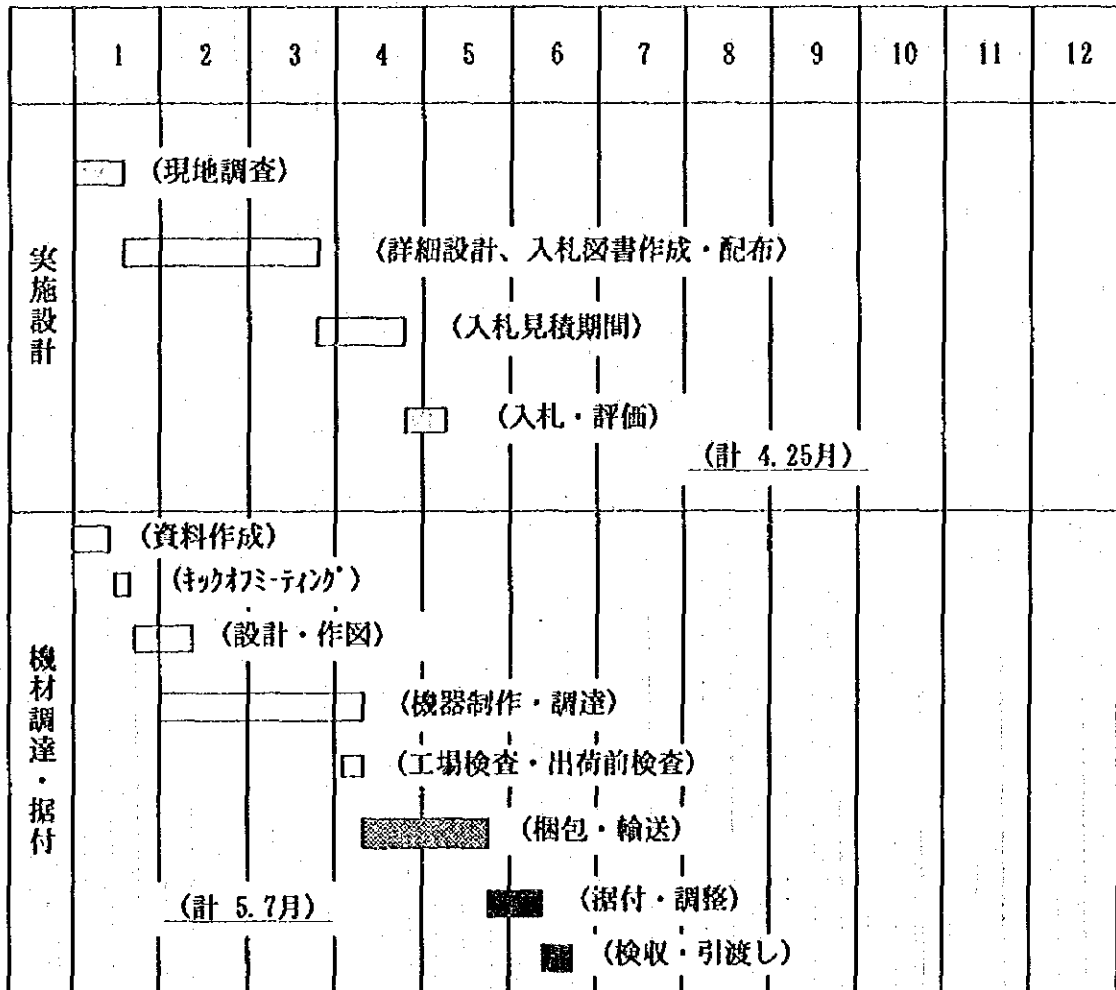 1 2 3 4 5 6 7 8 9 10 11 12
実施設計
(現地調査)
(詳細設計、入札図書作成・配布)
(入札見積期間)
(入札・評価)
(計 4.25月)
機材調達・据付
(資料作成)
(キックオフミーティング)
(設計・作図)
(機器制作・調達)
(工場検査・出荷前検査)
(梱包・輸送)
(計 5.7月)
(据付・調整)
(検収・引渡し)